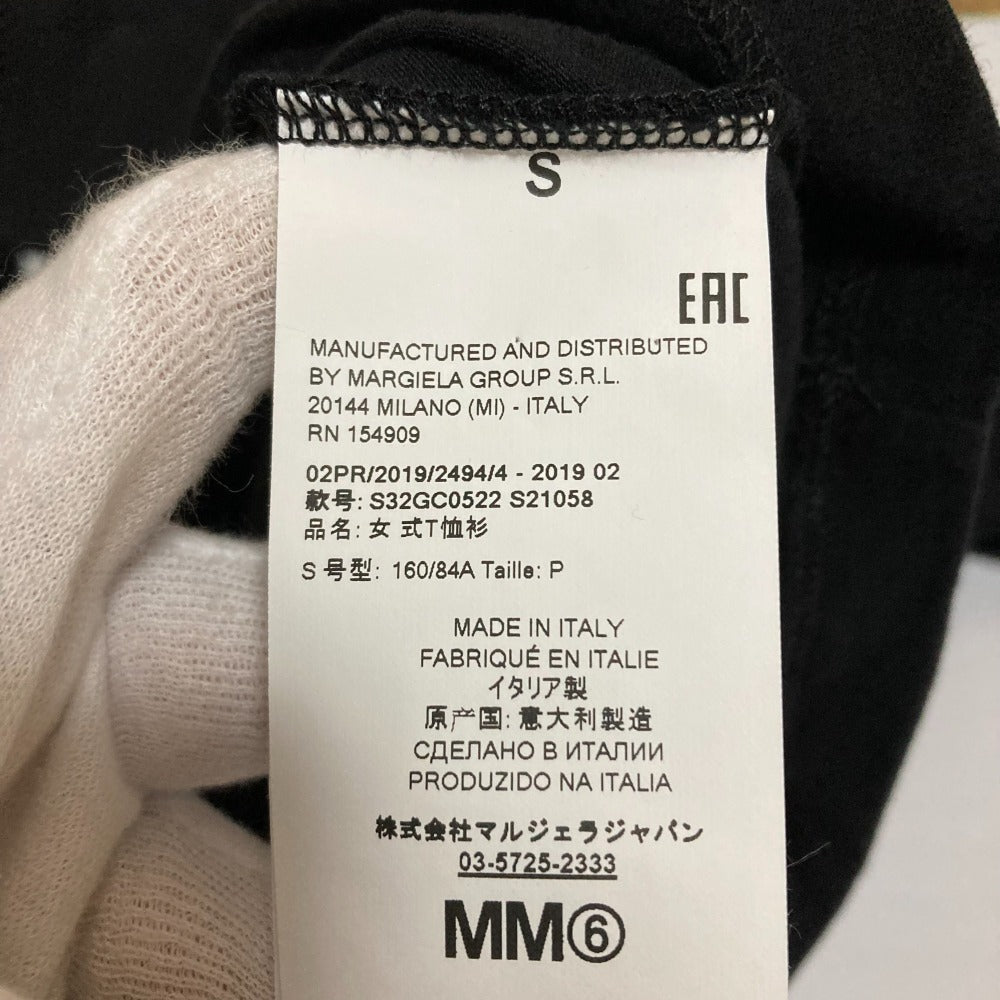 S
EAC
MANUFACTURED AND DISTRIBUTED
BY MARGIELA GROUP S.R.L.
20144 MILANO (MI) - ITALY
RN 154909
02PR/2019/2494/4 - 2019 02
款号: S32GC0522 S21058
品名: 女 式T恤衫
S 号型: 160/84A Taille: P
MADE IN ITALY
FABRIQUÉ EN ITALIE
イタリア製
原产国: 意大利製造
СДЕЛАНО В ИТАЛИИ
PRODUZIDO NA ITALIA
株式会社マルジェラジャパン
03-5725-2333
MM⑥